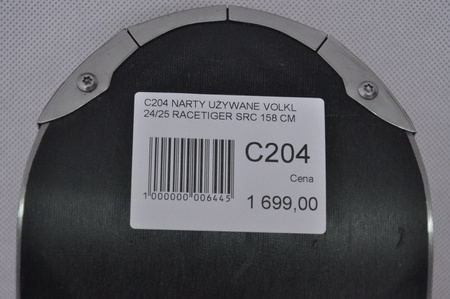 C204 NARTY UŻYWANE VOLKL
24/25 RACETIGER SRC 158 CM
C204
Cena
1 699,00
1 000000 006445